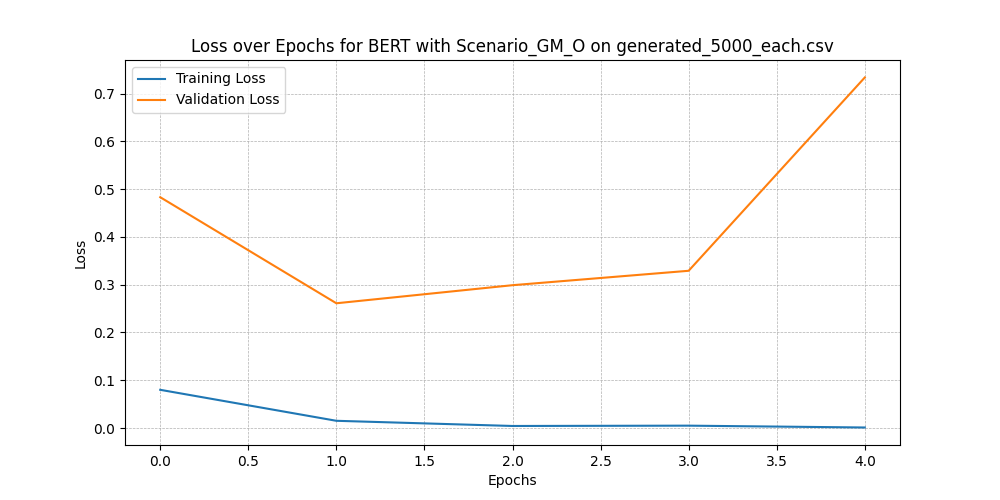 Loss over Epochs for BERT with Scenario_GM_O on generated_5000_each.csv
Training Loss
Validation Loss
0.7
0.6
0.5
0.4
0.3
0.2
0.1
0.0
Loss
0.0 0.5 1.0 1.5 2.0 2.5 3.0 3.5 4.0
Epochs